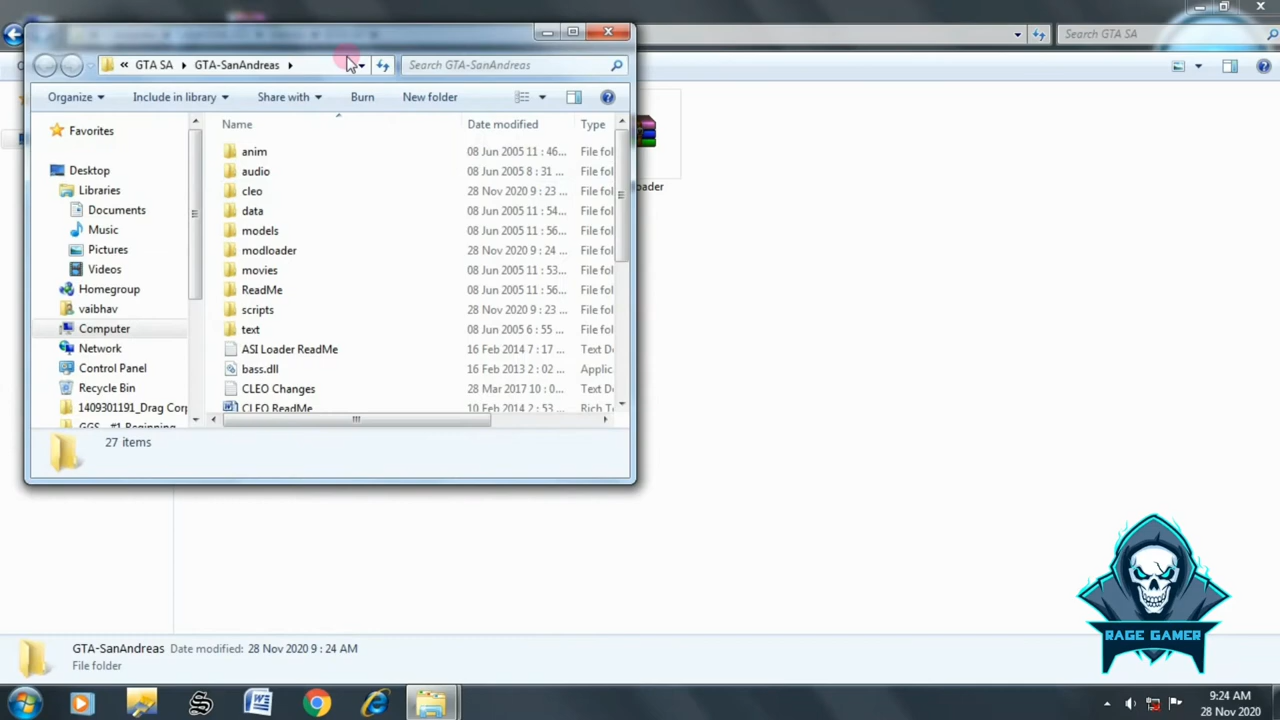 Search GTA SA
« GTA SA ▸ GTA-SanAndreas ▸
Search GTA-SanAndreas
Organize Include in library Share with Burn New folder
Name Date modified Type
Favorites
Desktop
Libraries
Documents
Music
Pictures
Videos
Homegroup
vaibhav
Computer
Network
Control Panel
Recycle Bin
1409301191_Drag Corp
GGS - #1 Beginning
anim 08 Jun 2005 11 : 46... File fol
audio 08 Jun 2005 8 : 31 ... File fol
cleo 28 Nov 2020 9 : 23 ... File fol
data 08 Jun 2005 11 : 54... File fol
models 08 Jun 2005 11 : 56... File fol
modloader 28 Nov 2020 9 : 24 ... File fol
movies 08 Jun 2005 11 : 53... File fol
ReadMe 08 Jun 2005 11 : 56... File fol
scripts 28 Nov 2020 9 : 23 ... File fol
text 08 Jun 2005 6 : 55 ... File fol
ASI Loader ReadMe 16 Feb 2014 7 : 17 ... Text D
bass.dll 16 Feb 2013 2 : 02 ... Applic
CLEO Changes 28 Mar 2017 10 : 0... Text D
CLEO ReadMe 10 Feb 2014 2 : 53 ... Rich T
27 items
oader
RAGE GAMER
GTA-SanAndreas Date modified: 28 Nov 2020 9 : 24 AM
File folder
9:24 AM
28 Nov 2020